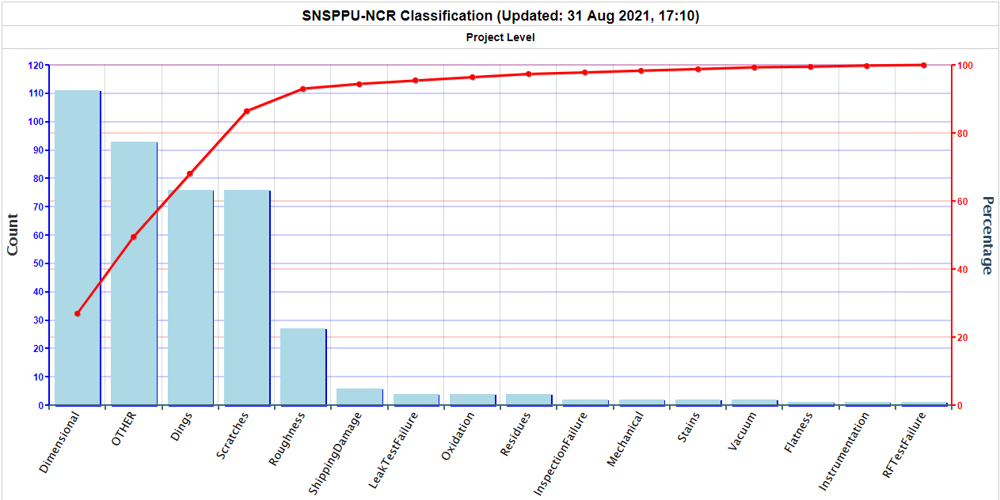 SNSPPU-NCR Classification (Updated: 31 Aug 2021, 17:10)
Project Level
Count
120
110
100
90
80
70
60
50
40
30
20
10
0
100
80
60
40
20
0
Percentage
Dimensional
OTHER
Dings
Scratches
Roughness
ShippingDamage
LeakTestFailure
Oxidation
Residues
InspectionFailure
Mechanical
Stains
Vacuum
Flatness
Instrumentation
RFTestFailure